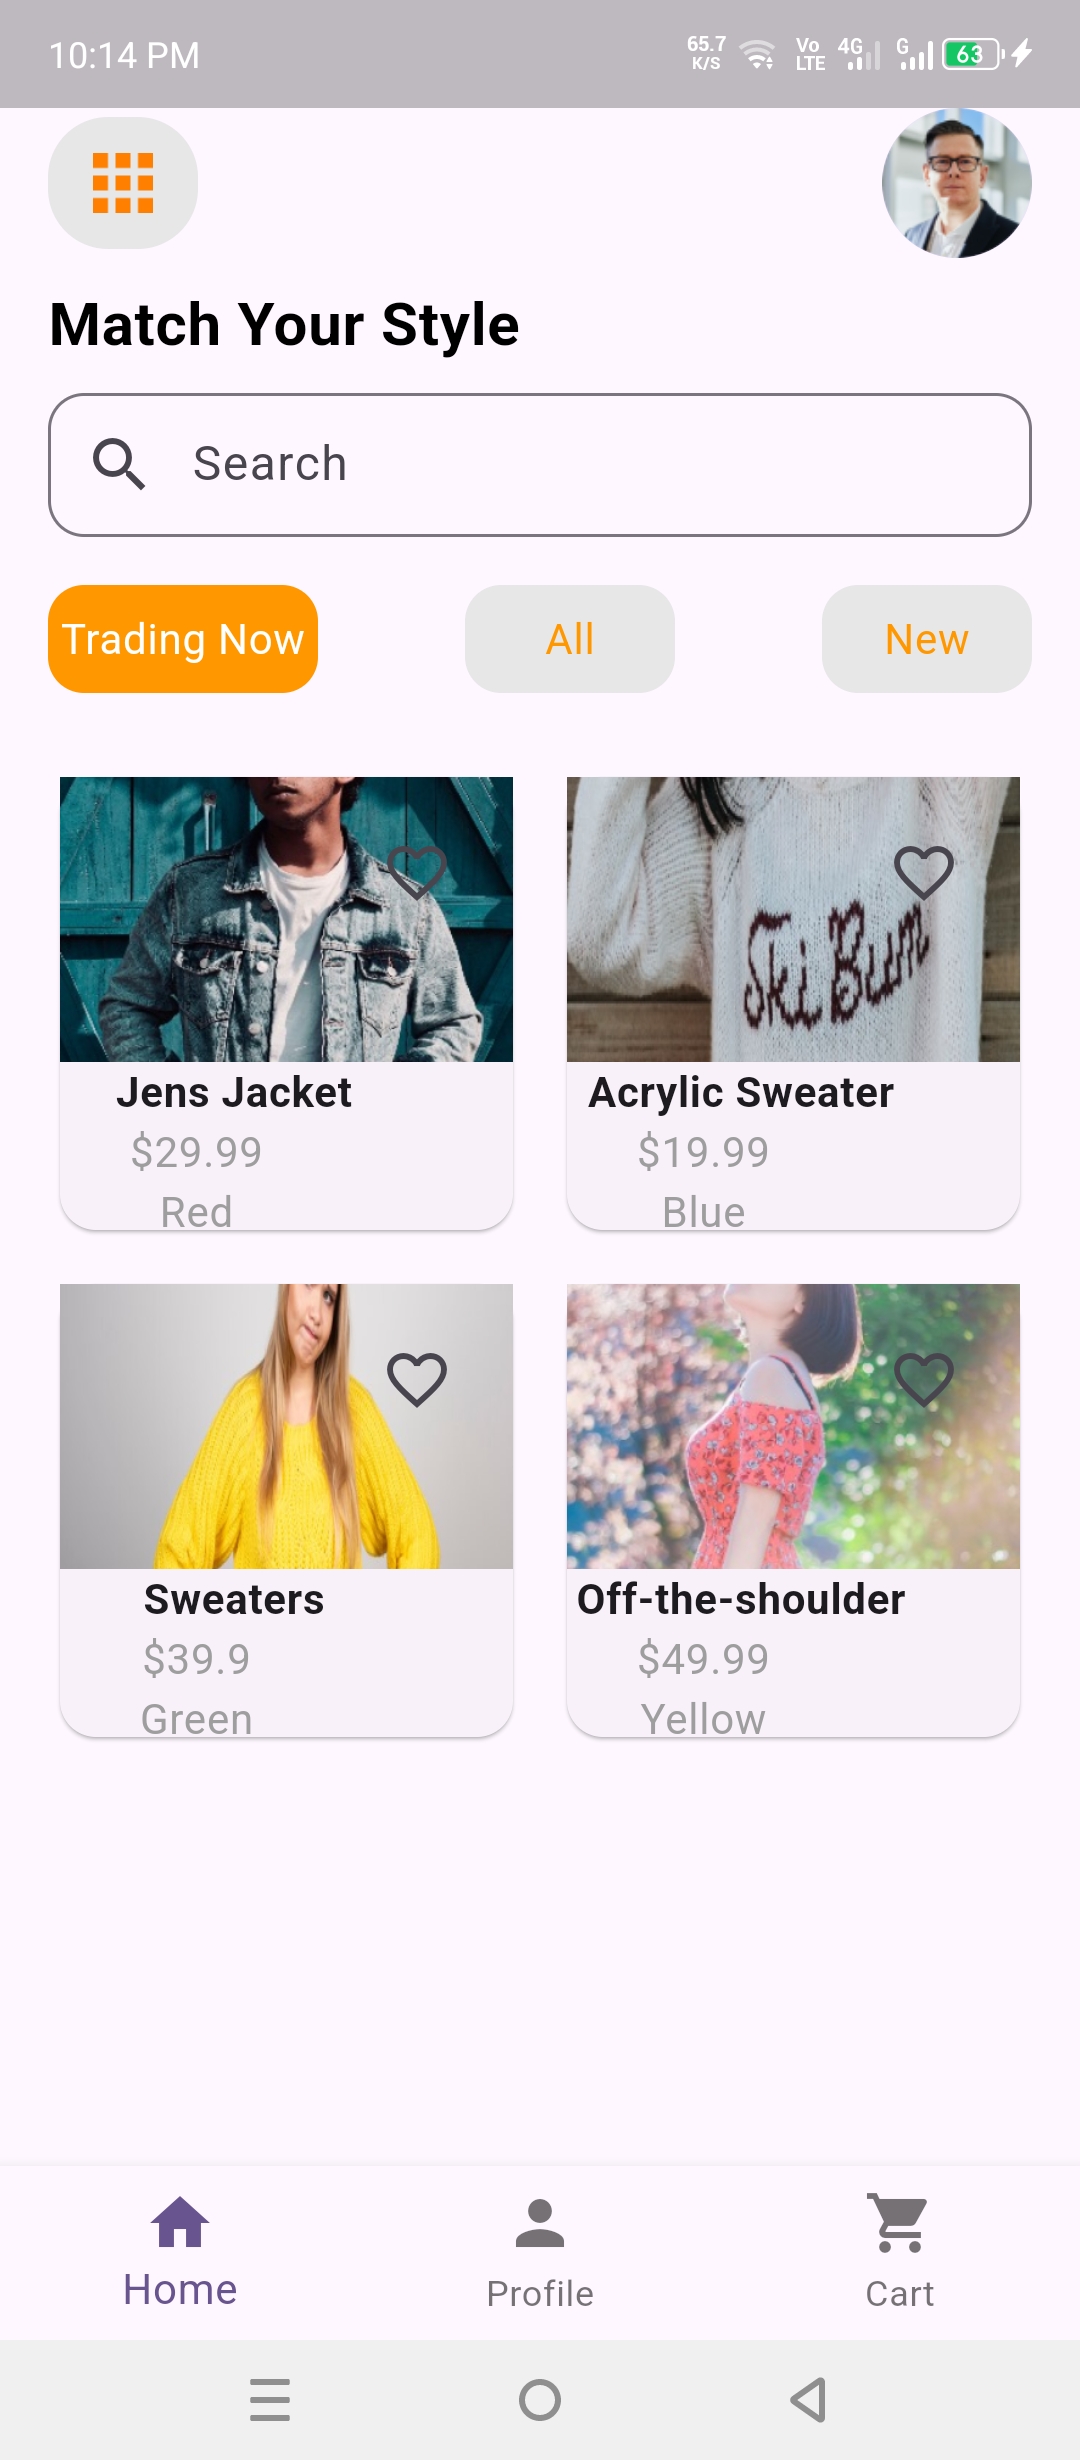 10:14 PM
65.7 K/S
Vo LTE
4G
G
63
Match Your Style
Search
Trading Now
All
New
Ski Bum
Jens Jacket
$29.99
Red
Acrylic Sweater
$19.99
Blue
Sweaters
$39.9
Green
Off-the-shoulder
$49.99
Yellow
Home
Profile
Cart